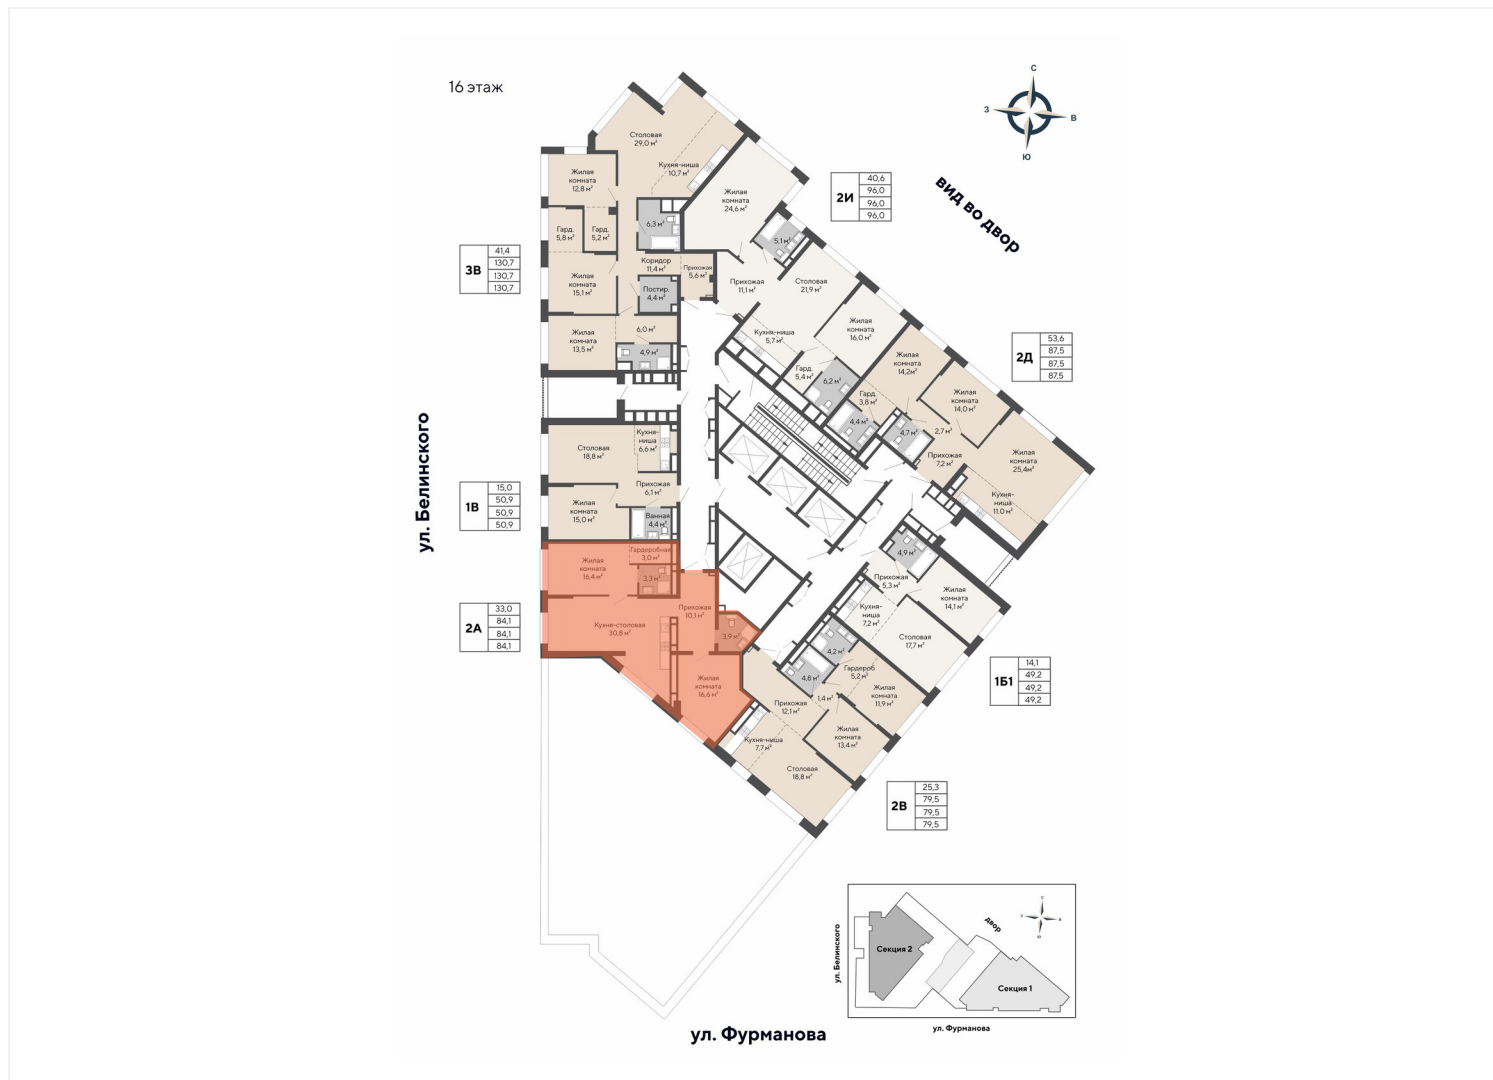 16 этаж
С
З
В
Ю
вид во двор
2И
40,6
96,0
96,0
96,0
Столовая
29,0 м²
Кухня-ниша
10,7 м²
Жилая
комната
12,8 м²
Жилая
комната
24,6 м²
Гард.
5,8 м²
Гард.
5,2 м²
6,3 м²
5,1 м²
3В
41,4
130,7
130,7
130,7
Коридор
11,4 м²
Прихожая
5,6 м²
Жилая
комната
15,1 м²
Постир.
4,4 м²
Прихожая
11,1 м²
Столовая
21,9 м²
Жилая
комната
13,5 м²
6,0 м²
4,9 м²
Кухня-ниша
5,7 м²
Жилая
комната
16,0 м²
Гард.
5,4 м²
6,2 м²
2Д
53,6
87,5
87,5
87,5
Жилая
комната
14,2м²
Гард.
3,8 м²
4,4 м²
Жилая
комната
14,0 м²
4,7 м²
2,7 м²
Прихожая
7,2 м²
Жилая
комната
25,4м²
Кухня-
ниша
11.0 м²
ул. Белинского
Столовая
18,8 м²
Кухня-
ниша
6,6 м²
Прихожая
6,1 м²
1В
15,0
50,9
50,9
50,9
Жилая
комната
15,0 м²
Ванная
4,4 м²
Жилая
комната
16,4 м²
Гардеробная
3,0 м²
3,3 м²
2А
33,0
84,1
84,1
84,1
Кухня-столовая
30,8 м²
Прихожая
10,1 м²
3,9 м²
Жилая
комната
16,6 м²
4,9 м²
Прихожая
5,3 м²
Жилая
комната
14,1 м²
Кухня-
ниша
7,2 м²
Столовая
17,7 м²
1Б1
14,1
49,2
49,2
49,2
4,2 м²
4,8 м²
Гардероб
5,2 м²
1,4 м²
Жилая
комната
11,9 м²
Прихожая
12,1 м²
Жилая
комната
13,4 м²
Кухня-ниша
7,7 м²
Столовая
18,8 м²
2В
25,3
79,5
79,5
79,5
ул. Фурманова
ул. Белинского
Секция 2
двор
Секция 1
ул. Фурманова